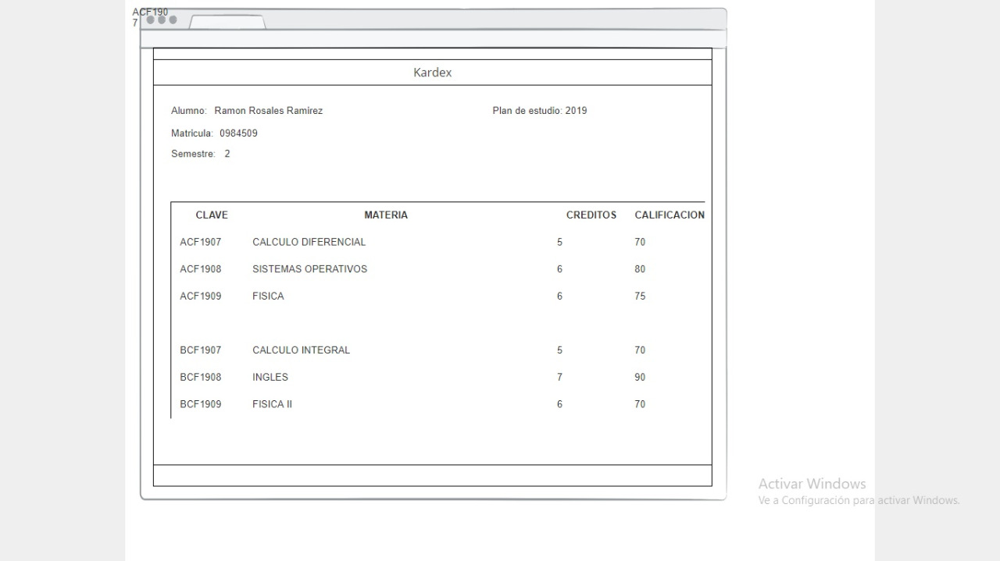 ACF190
7
Kardex
Alumno: Ramon Rosales Ramirez Plan de estudio: 2019
Matricula: 0984509
Semestre: 2
CLAVE MATERIA CREDITOS CALIFICACION
ACF1907 CALCULO DIFERENCIAL 5 70
ACF1908 SISTEMAS OPERATIVOS 6 80
ACF1909 FISICA 6 75
BCF1907 CALCULO INTEGRAL 5 70
BCF1908 INGLES 7 90
BCF1909 FISICA II 6 70
Activar Windows
Ve a Configuración para activar Windows.